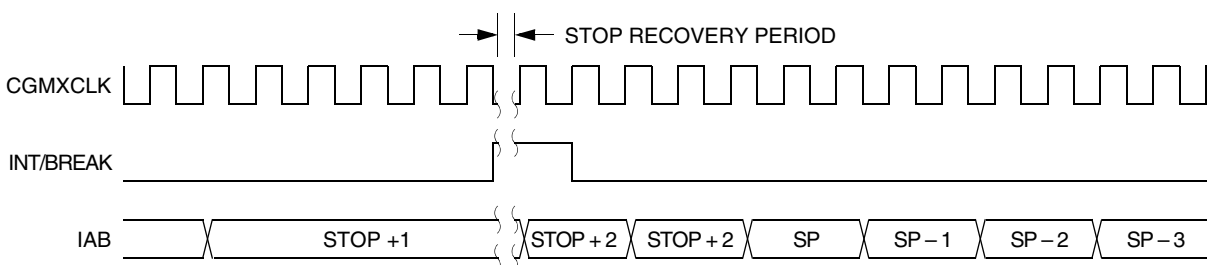 STOP RECOVERY PERIOD
CGMXCLK
INT/BREAK
IAB STOP +1 STOP + 2 STOP + 2 SP SP – 1 SP – 2 SP – 3